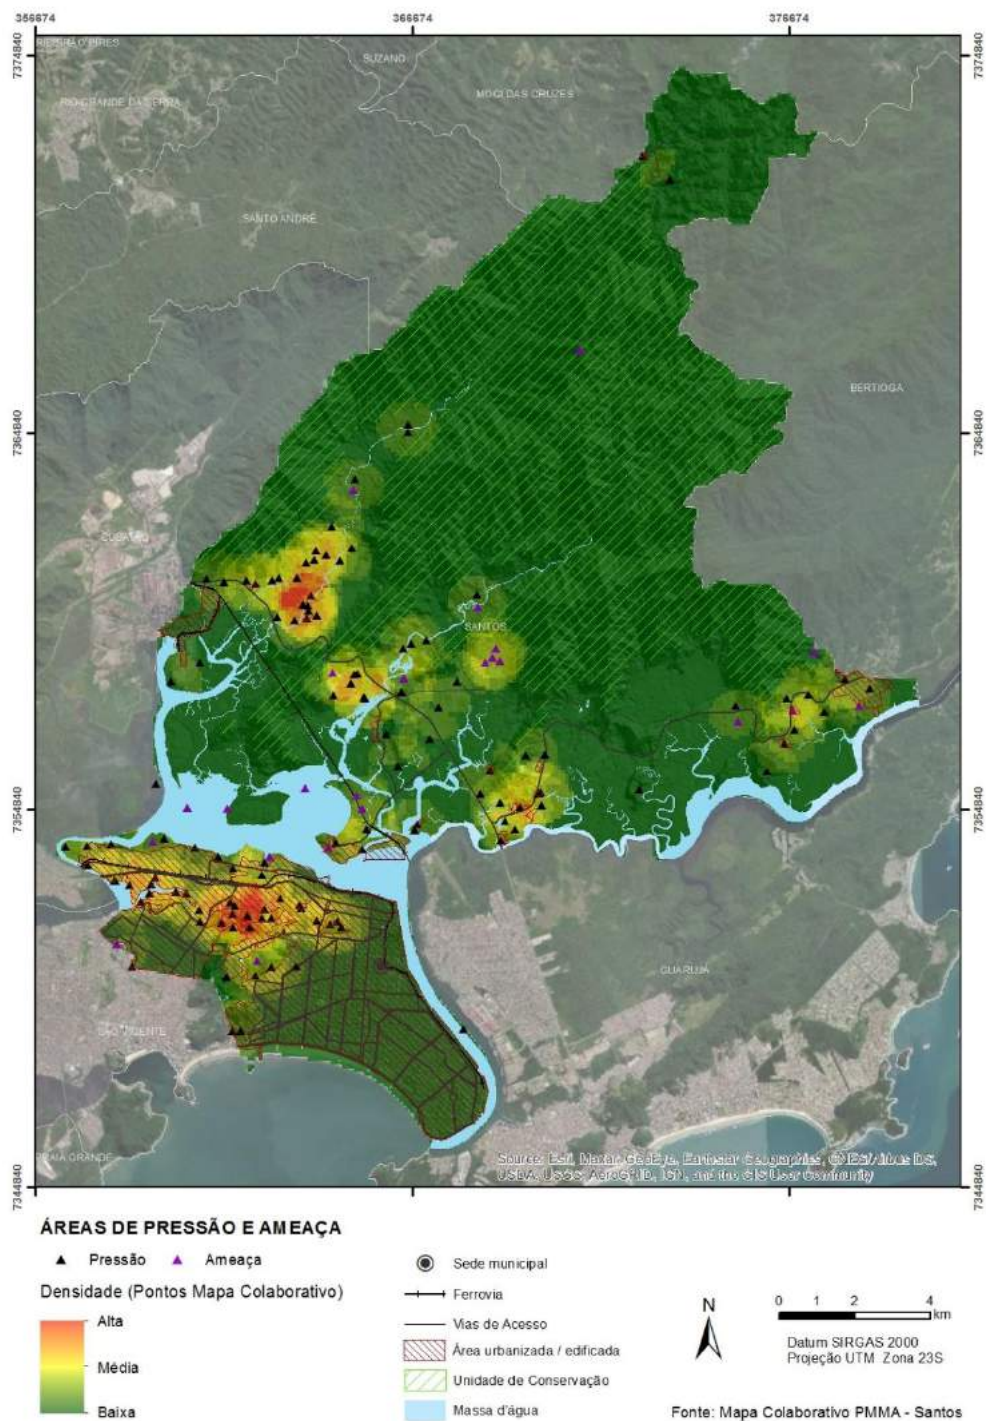 356674 366674 376674
7374840 7374840
RIBEIRÃO PIRES
SUZANO
MOGI DAS CRUZES
RIO GRANDE DA SERRA
SANTO ANDRÉ
BERTIOGA
7364840 7364840
CUBATÃO
SANTOS
7354840 7354840
GUARUJÁ
SÃO VICENTE
PRAIA GRANDE
Source: Esri, Maxar, GeoEye, Earthstar Geographics, CNES/Airbus DS,
USDA, USGS, AeroGRID, IGN, and the GIS User Community
7344840 7344840
ÁREAS DE PRESSÃO E AMEAÇA
Pressão Ameaça
Densidade (Pontos Mapa Colaborativo)
Alta
Média
Baixa
Sede municipal
Ferrovia
Vias de Acesso
Área urbanizada / edificada
Unidade de Conservação
Massa d'água
N
0 1 2 4
km
Datum SIRGAS 2000
Projeção UTM Zona 23S
Fonte: Mapa Colaborativo PMMA - Santos